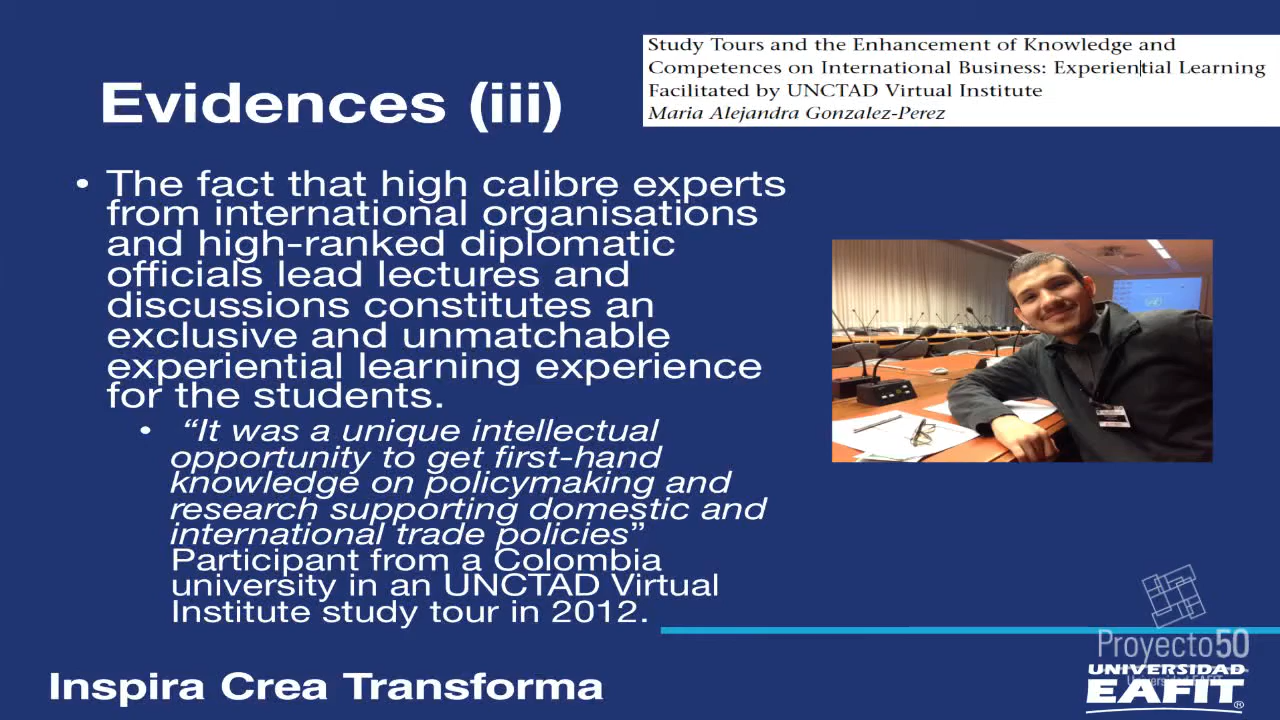 Study Tours and the Enhancement of Knowledge and
Competences on International Business: Experiential Learning
Facilitated by UNCTAD Virtual Institute
Maria Alejandra Gonzalez-Perez
Evidences (iii)
• The fact that high calibre experts
from international organisations
and high-ranked diplomatic
officials lead lectures and
discussions constitutes an
exclusive and unmatchable
experiential learning experience
for the students.
• “It was a unique intellectual
opportunity to get first-hand
knowledge on policymaking and
research supporting domestic and
international trade policies”
Participant from a Colombia
university in an UNCTAD Virtual
Institute study tour in 2012.
Proyecto50
Universidad EAFIT
UNIVERSIDAD
EAFIT®
Inspira Crea Transforma